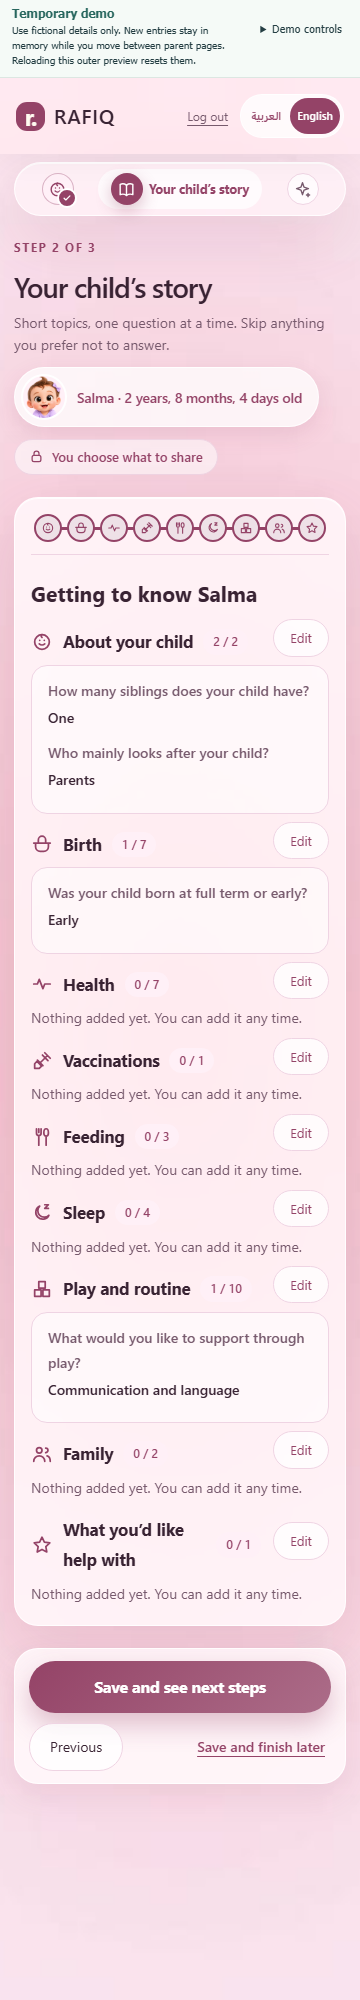 Temporary demo
Use fictional details only. New entries stay in
memory while you move between parent pages.
Reloading this outer preview resets them.
▶ Demo controls
r.
RAFIQ
Log out
العربية
English
Your child’s story
STEP 2 OF 3
Your child’s story
Short topics, one question at a time. Skip anything
you prefer not to answer.
Salma · 2 years, 8 months, 4 days old
You choose what to share
Getting to know Salma
About your child 2 / 2 Edit
How many siblings does your child have?
One
Who mainly looks after your child?
Parents
Birth 1 / 7 Edit
Was your child born at full term or early?
Early
Health 0 / 7 Edit
Nothing added yet. You can add it any time.
Vaccinations 0 / 1 Edit
Nothing added yet. You can add it any time.
Feeding 0 / 3 Edit
Nothing added yet. You can add it any time.
Sleep 0 / 4 Edit
Nothing added yet. You can add it any time.
Play and routine 1 / 10 Edit
What would you like to support through
play?
Communication and language
Family 0 / 2 Edit
Nothing added yet. You can add it any time.
What you’d like
help with
0 / 1 Edit
Nothing added yet. You can add it any time.
Save and see next steps
Previous
Save and finish later